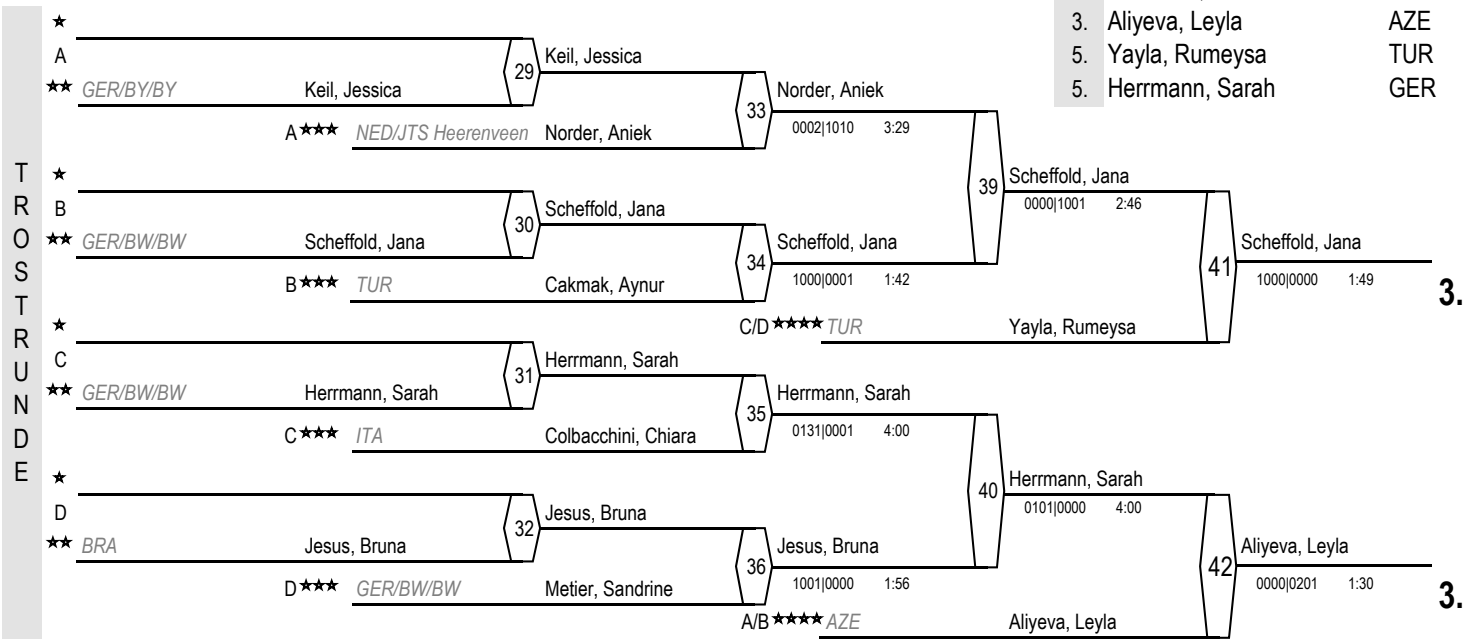 3. Aliyeva, Leyla AZE
5. Yayla, Rumeysa TUR
5. Herrmann, Sarah GER
TROSTRUNDE
★
A
★★ GER/BY/BY Keil, Jessica
29 Keil, Jessica
A★★★ NED/JTS Heerenveen Norder, Aniek
33 Norder, Aniek
0002|1010 3:29
★
B
★★ GER/BW/BW Scheffold, Jana
30 Scheffold, Jana
B★★★ TUR Cakmak, Aynur
34 Scheffold, Jana
1000|0001 1:42
39 Scheffold, Jana
0000|1001 2:46
C/D★★★★ TUR Yayla, Rumeysa
41 Scheffold, Jana
1000|0000 1:49
3.
★
C
★★ GER/BW/BW Herrmann, Sarah
31 Herrmann, Sarah
C★★★ ITA Colbacchini, Chiara
35 Herrmann, Sarah
0131|0001 4:00
★
D
★★ BRA Jesus, Bruna
32 Jesus, Bruna
D★★★ GER/BW/BW Metier, Sandrine
36 Jesus, Bruna
1001|0000 1:56
40 Herrmann, Sarah
0101|0000 4:00
A/B★★★★ AZE Aliyeva, Leyla
42 Aliyeva, Leyla
0000|0201 1:30
3.